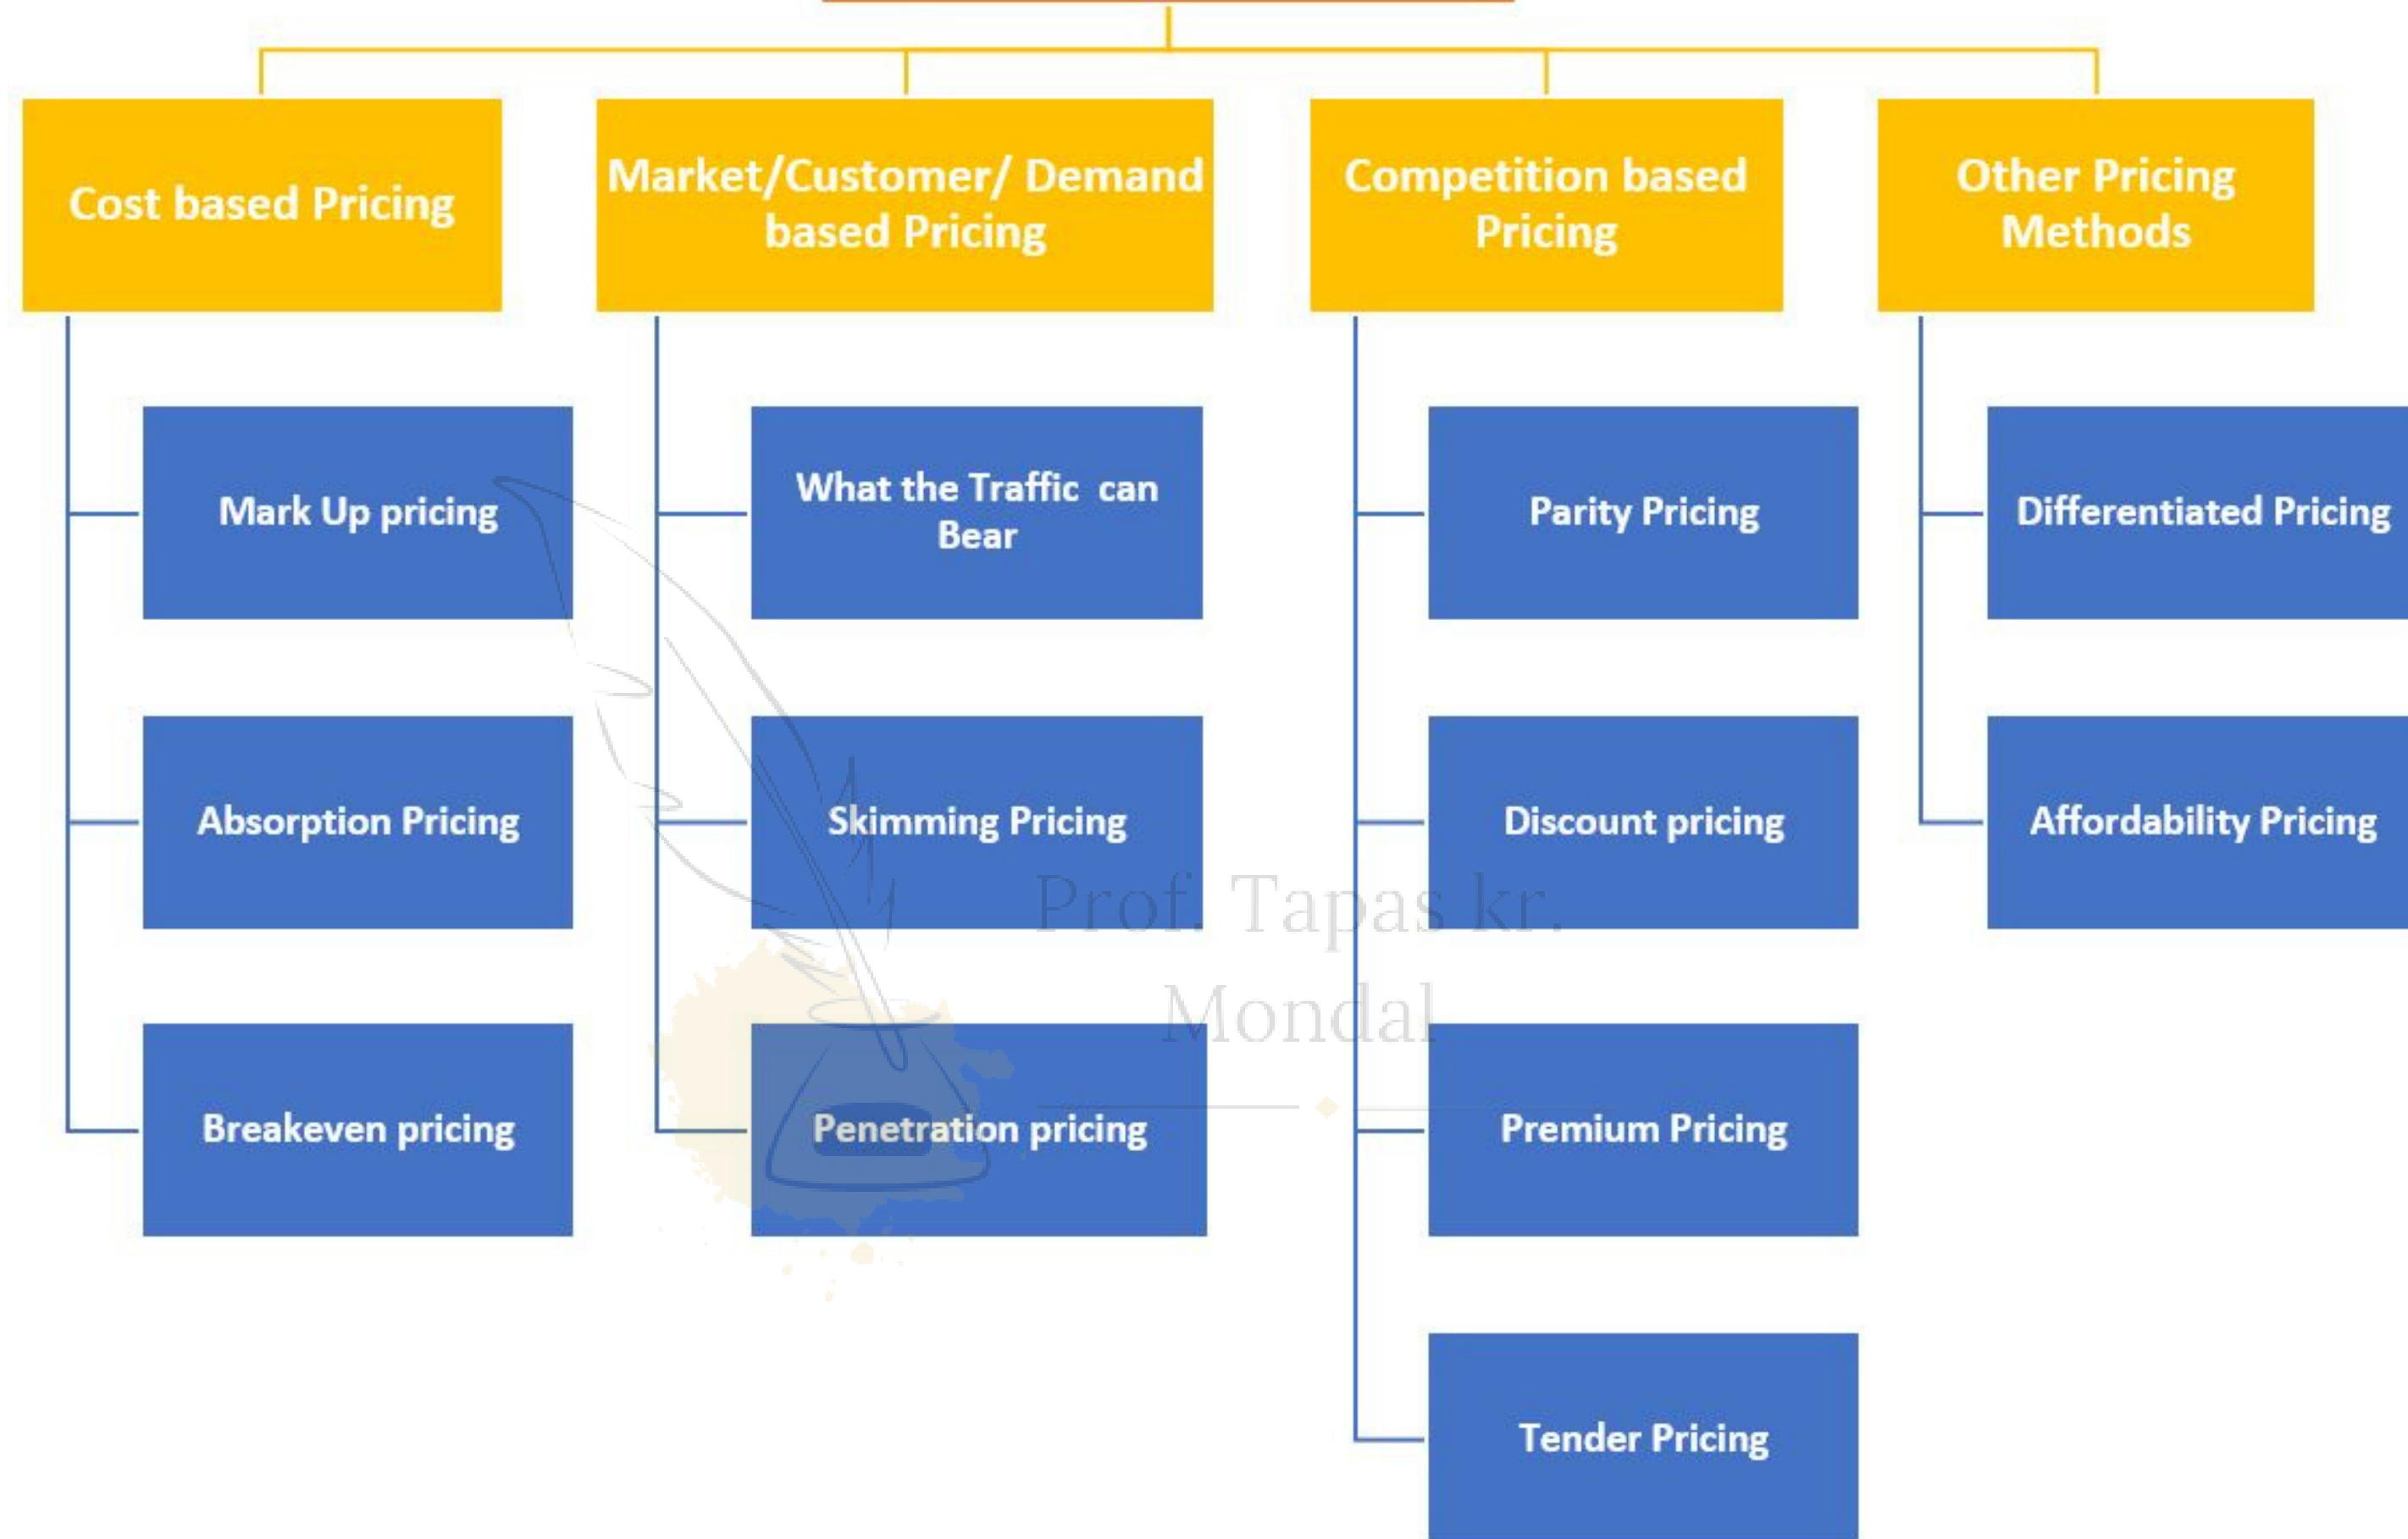 Cost based Pricing
Market/Customer/ Demand
based Pricing
Competition based
Pricing
Other Pricing
Methods
Mark Up pricing
Absorption Pricing
Breakeven pricing
What the Traffic  can
Bear
Skimming Pricing
Penetration pricing
Parity Pricing
Discount pricing
Premium Pricing
Tender Pricing
Differentiated Pricing
Affordability Pricing
Prof. Tapas kr.
Mondal